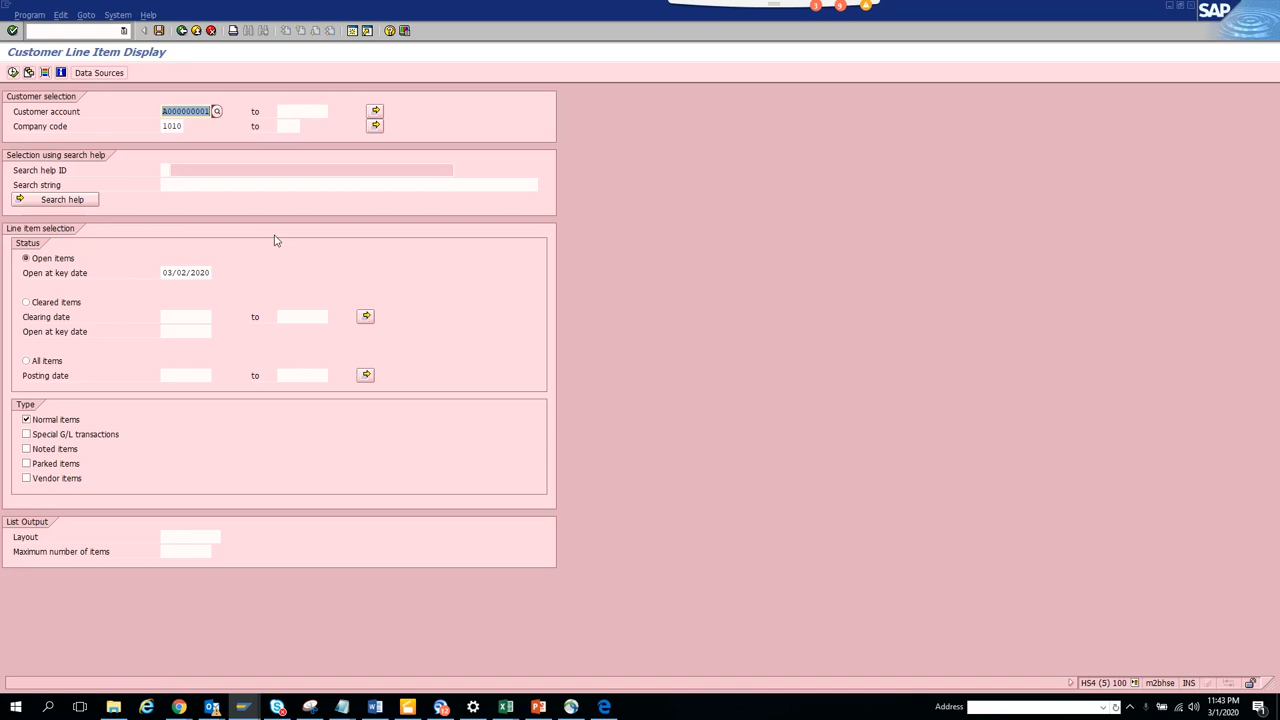 3 9
Program Edit Goto System Help
SAP
Customer Line Item Display
Data Sources
Customer selection
Customer account A000000001 to
Company code 1010 to
Selection using search help
Search help ID
Search string
Search help
Line item selection
Status
Open items
Open at key date 03/02/2020
Cleared items
Clearing date to
Open at key date
All items
Posting date to
Type
Normal items
Special G/L transactions
Noted items
Parked items
Vendor items
List Output
Layout
Maximum number of items
HS4 (5) 100 m2bhse INS
Address 11:43 PM
3/1/2020